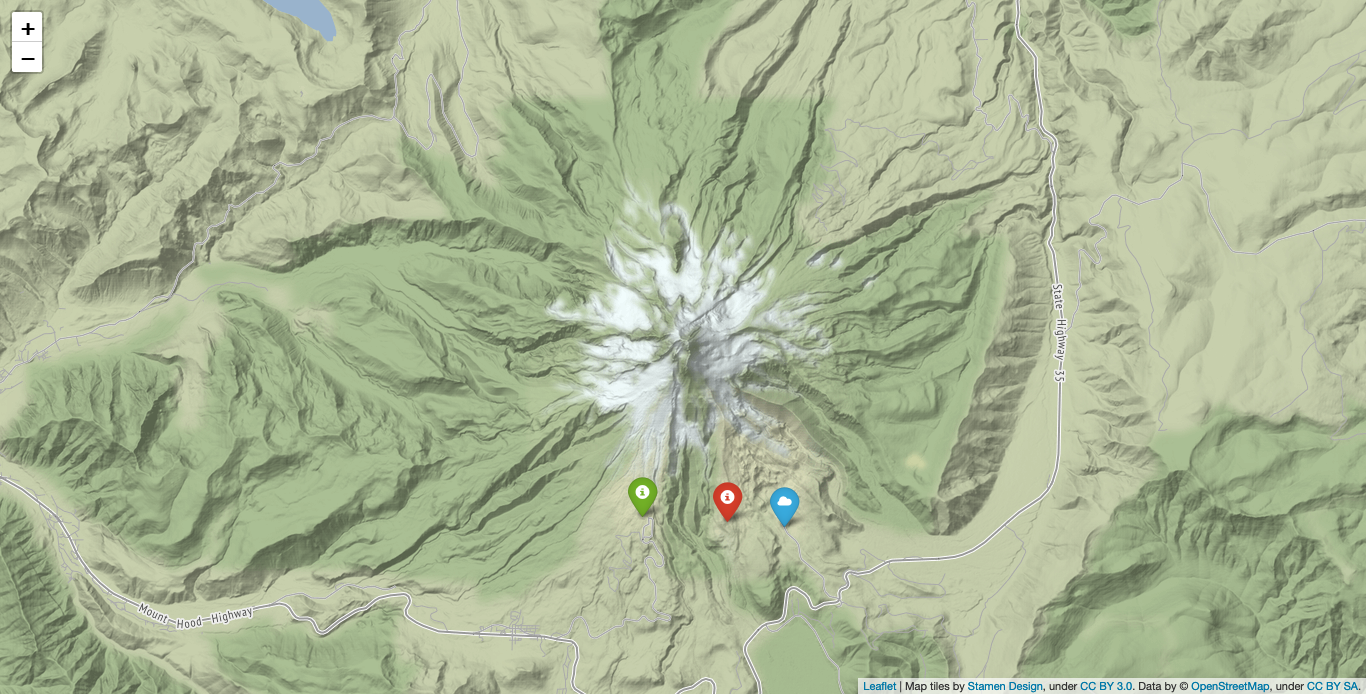 +
−
State Highway 35
Mount Hood Highway
Leaflet | Map tiles by Stamen Design, under CC BY 3.0. Data by © OpenStreetMap, under CC BY SA.